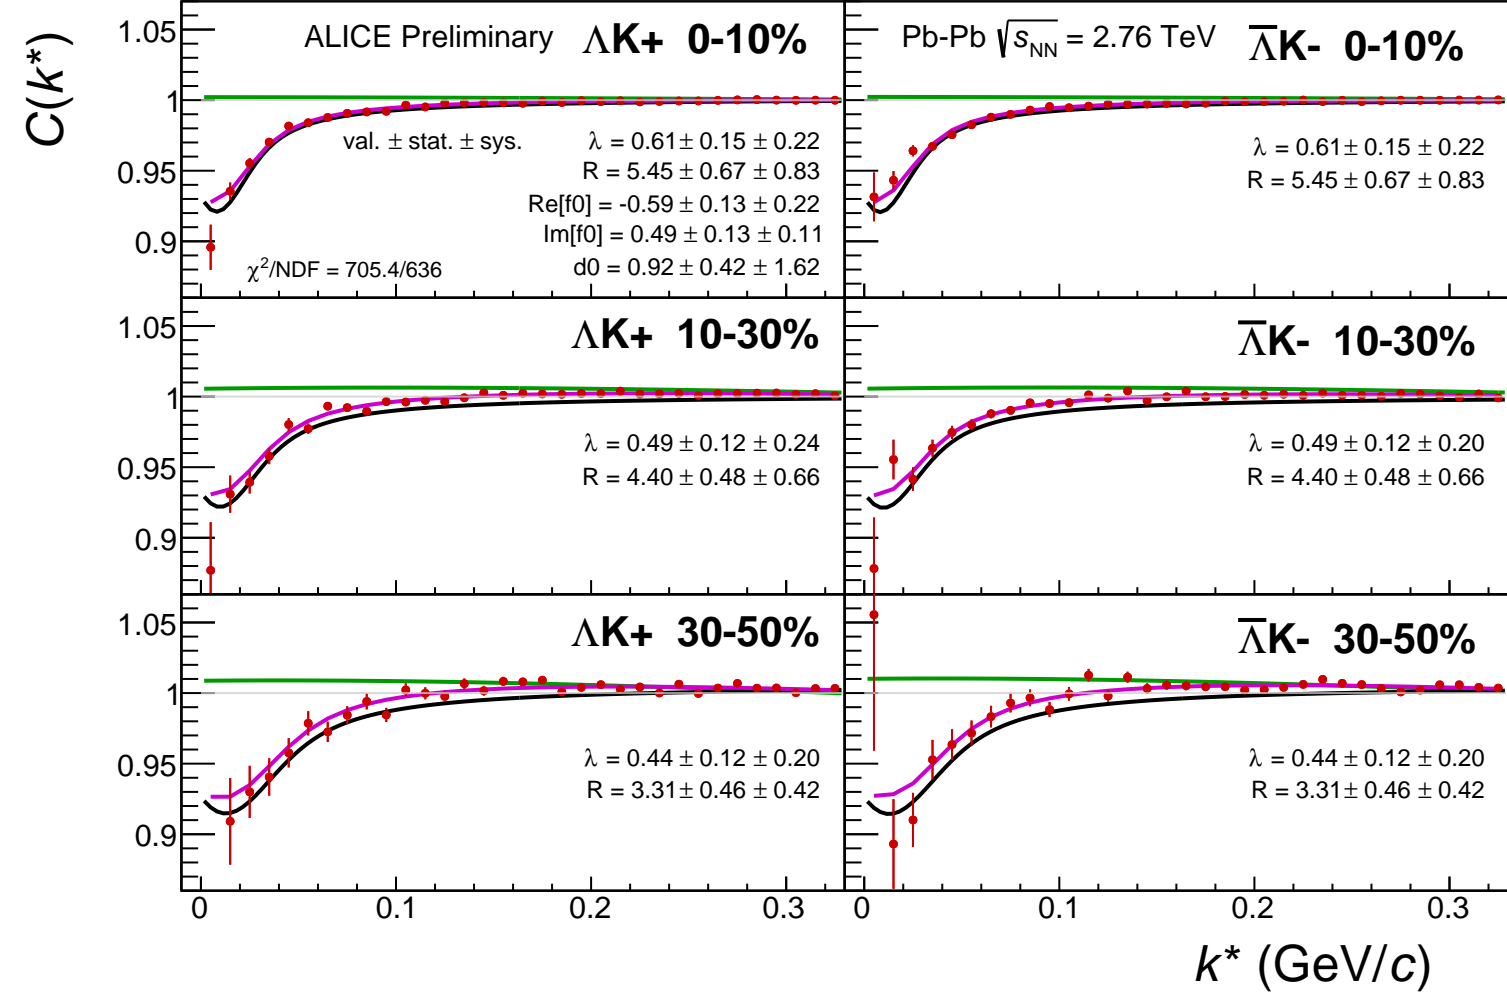 C(k*)
ALICE Preliminary ΛK+ 0-10%
1.05
1
0.95
0.9
val. ± stat. ± sys.
λ = 0.61 ± 0.15 ± 0.22
R = 5.45 ± 0.67 ± 0.83
Re[f0] = -0.59 ± 0.13 ± 0.22
Im[f0] = 0.49 ± 0.13 ± 0.11
d0 = 0.92 ± 0.42 ± 1.62
χ²/NDF = 705.4/636
Pb-Pb √s_NN = 2.76 TeV Λ̅K- 0-10%
λ = 0.61 ± 0.15 ± 0.22
R = 5.45 ± 0.67 ± 0.83
ΛK+ 10-30%
1.05
1
0.95
0.9
λ = 0.49 ± 0.12 ± 0.24
R = 4.40 ± 0.48 ± 0.66
Λ̅K- 10-30%
λ = 0.49 ± 0.12 ± 0.20
R = 4.40 ± 0.48 ± 0.66
ΛK+ 30-50%
1.05
1
0.95
0.9
λ = 0.44 ± 0.12 ± 0.20
R = 3.31 ± 0.46 ± 0.42
Λ̅K- 30-50%
λ = 0.44 ± 0.12 ± 0.20
R = 3.31 ± 0.46 ± 0.42
0 0.1 0.2 0.3
0 0.1 0.2 0.3
k* (GeV/c)